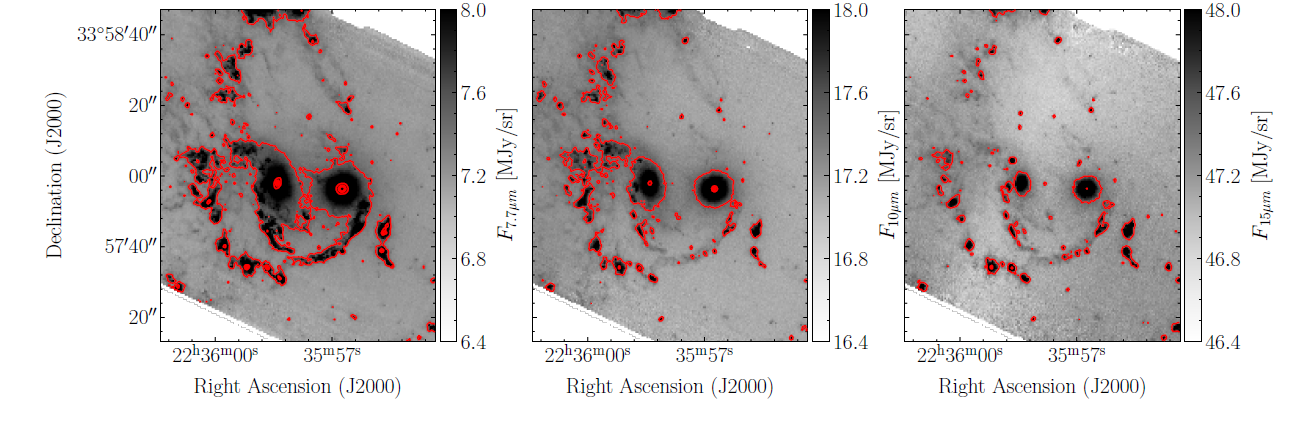 Declination (J2000)
33°58′40″
20″
00″
57′40″
20″
22ʰ36ᵐ00ˢ 35ᵐ57ˢ
Right Ascension (J2000)
8.0
7.6
7.2
6.8
6.4
F7.7μm [MJy/sr]
22ʰ36ᵐ00ˢ 35ᵐ57ˢ
Right Ascension (J2000)
18.0
17.6
17.2
16.8
16.4
F10μm [MJy/sr]
22ʰ36ᵐ00ˢ 35ᵐ57ˢ
Right Ascension (J2000)
48.0
47.6
47.2
46.8
46.4
F15μm [MJy/sr]